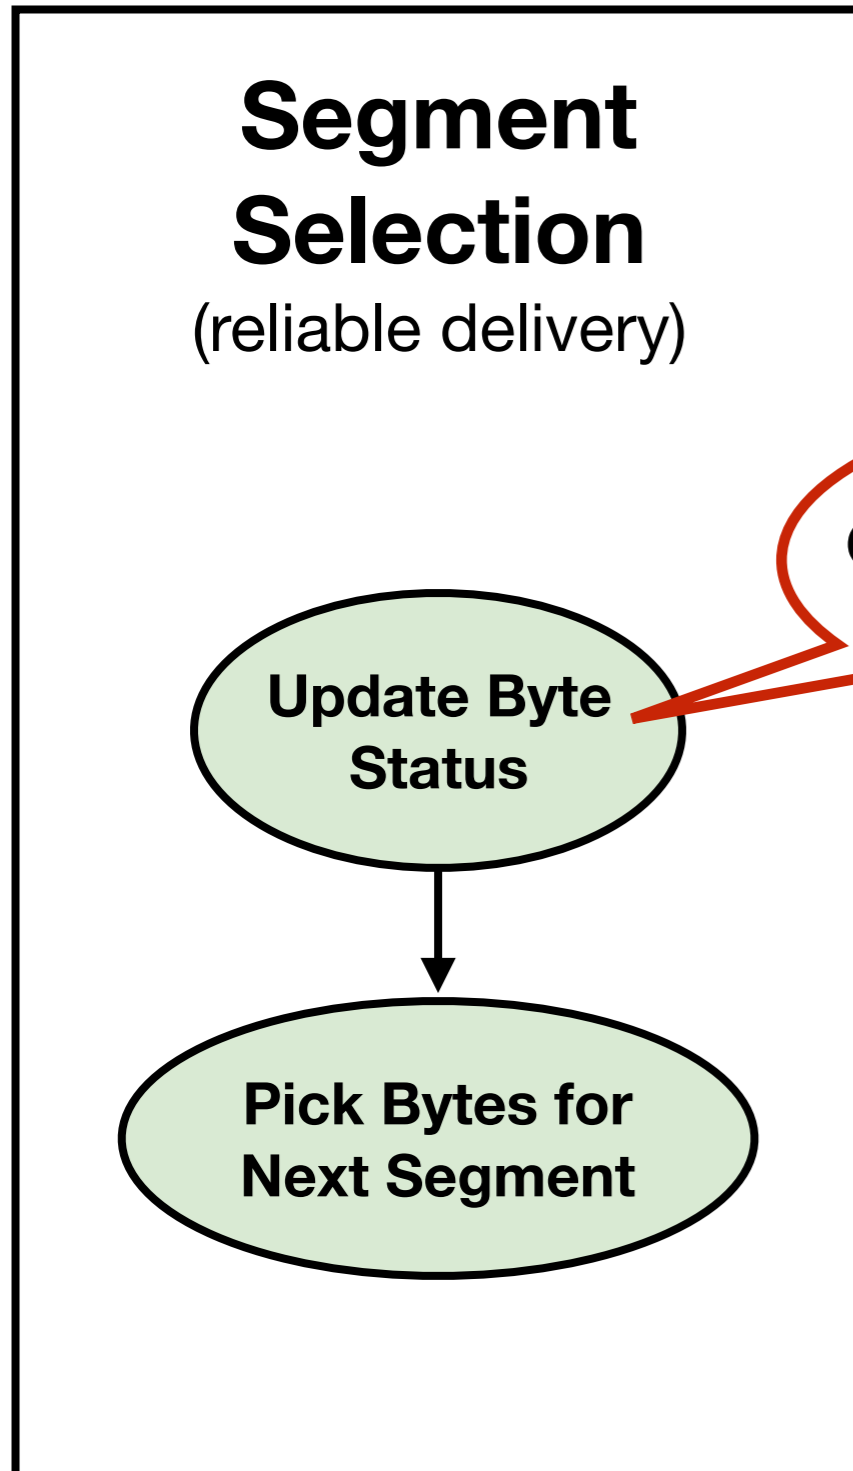 Segment
Selection
(reliable delivery)
Update Byte
Status
Pick Bytes for
Next Segment